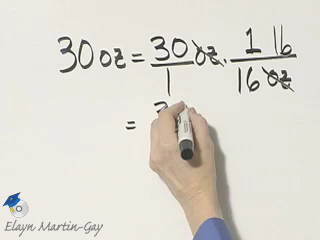 30 oz = 30 oz / 1 · 1 lb / 16 oz
=
Elayn Martin-Gay